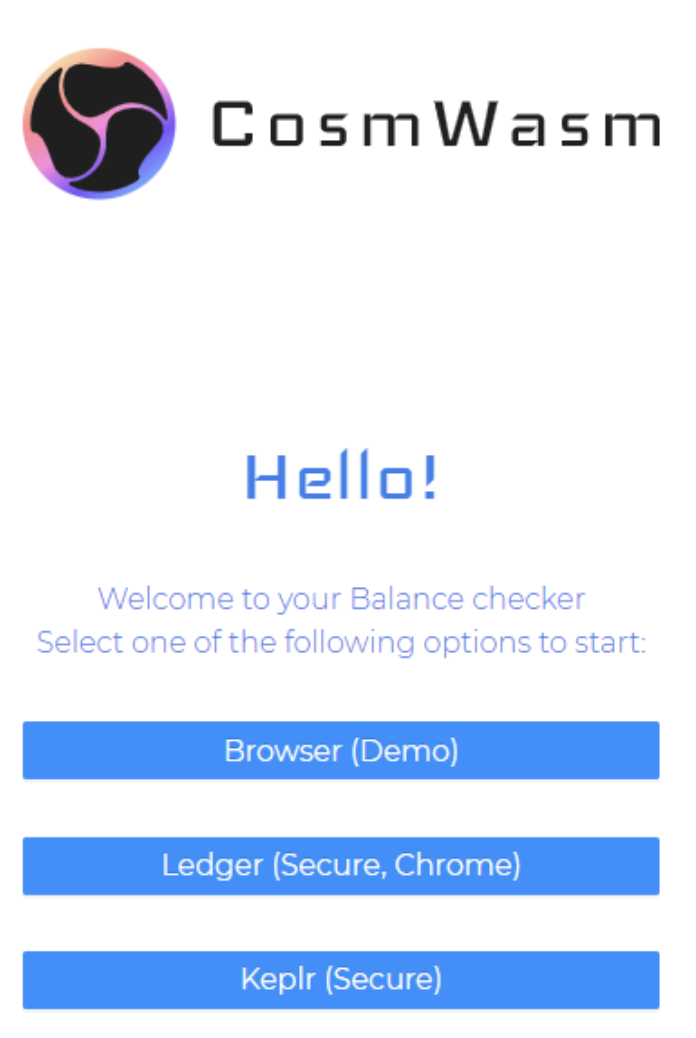 CosmWasm
Hello!
Welcome to your Balance checker
Select one of the following options to start:
Browser (Demo)
Ledger (Secure, Chrome)
Keplr (Secure)